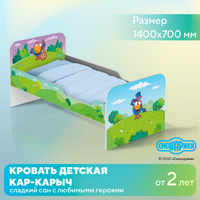 Размер
1400х700 мм
СМЕШАРИКИ
© ООО «Смешарики»
КРОВАТЬ ДЕТСКАЯ
КАР-КАРЫЧ
сладкий сон с любимыми героями
от 2 лет